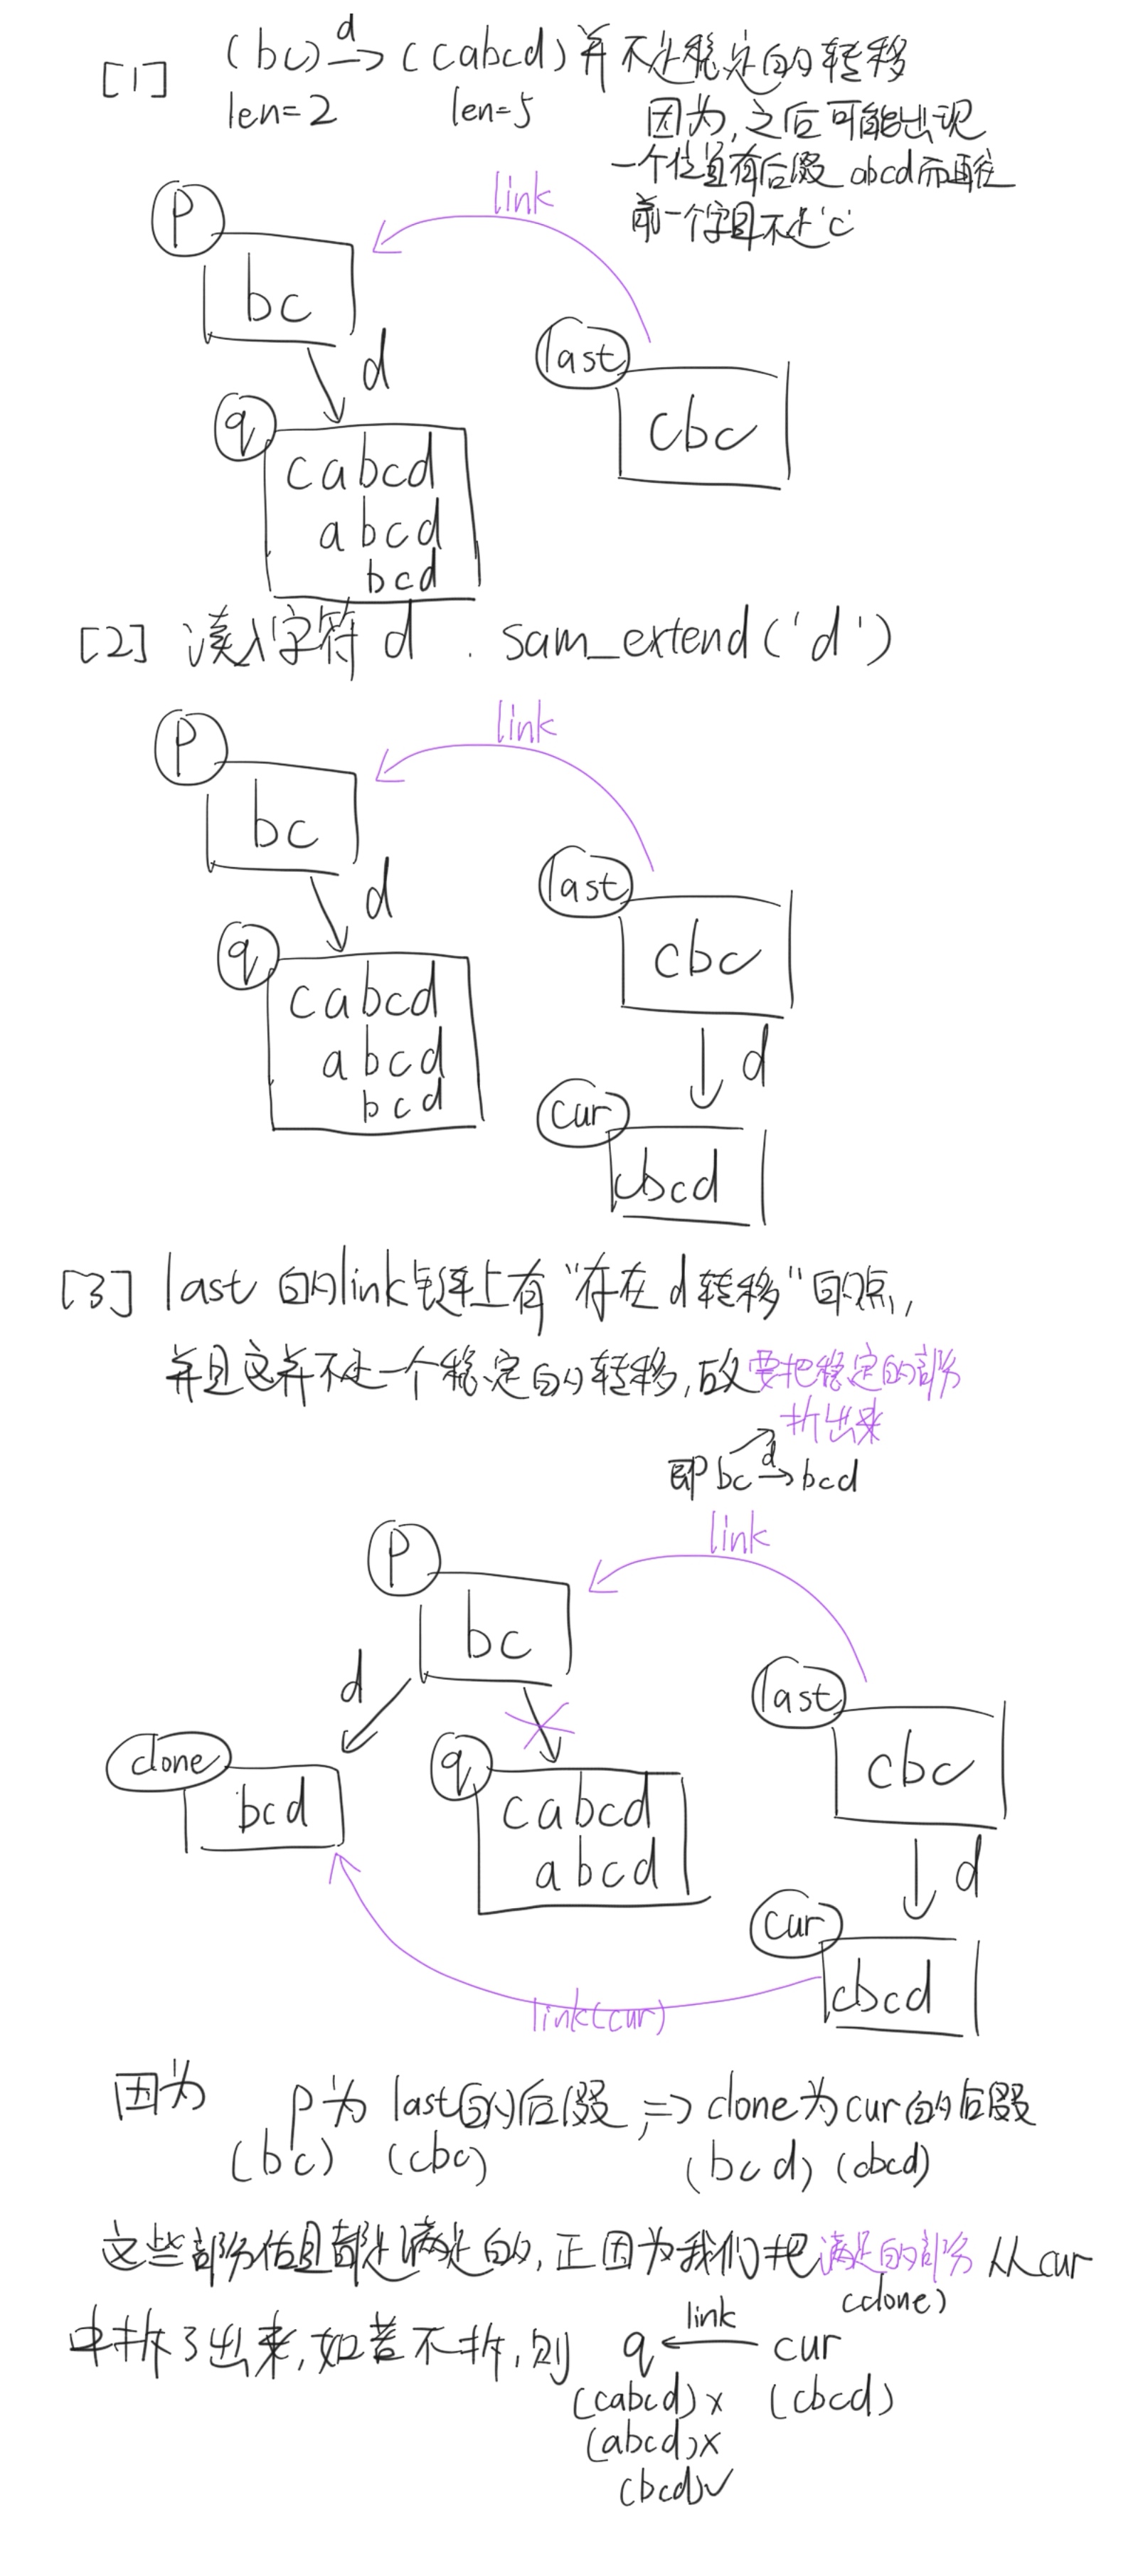 [1] (bc) d→ (cabcd) 并不是稳定的转移
len=2 len=5 因为,之后可能出现
一个位置有后缀 abcd 而再往
前一个字母不是'c'
link
p
bc
last
d
cbc
q
cabcd
abcd
bcd
[2] 凑入字符 d . sam_extend('d')
link
p
bc
last
d
cbc
q
cabcd
d
abcd
cur
bcd
cbcd
[3] last 的link链上有“存在d转移”的点,
并且这并不是一个稳定的转移,故要把稳定的部分
拆出来
即 bc d→ bcd
link
p
bc
d
last
clone
q
cbc
bcd
cabcd
abcd
d
cur
cbcd
link(cur)
因为 p为 last的后缀, => clone为cur的后缀
(bc) (cbc) (bcd) (cbcd)
这些部分估且都是满足的,正因为我们把满足的部分 从cur
(clone)
中拆了出来,如若不拆,则 q ←link cur
(cabcd)× (cbcd)
(abcd)×
(bcd)✓